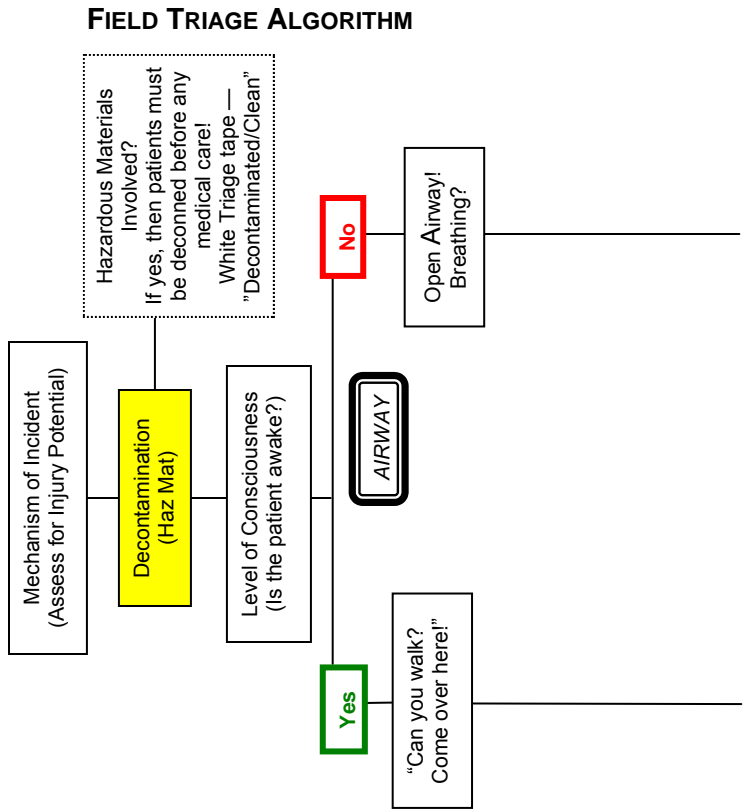 FIELD TRIAGE ALGORITHM
Mechanism of Incident
(Assess for Injury Potential)
Decontamination
(Haz Mat)
Hazardous Materials
Involved?
If yes, then patients must
be deconned before any
medical care!
White Triage tape —
”Decontaminated/Clean”
Level of Consciousness
(Is the patient awake?)
Yes
AIRWAY
No
“Can you walk?
Come over here!”
Open Airway!
Breathing?